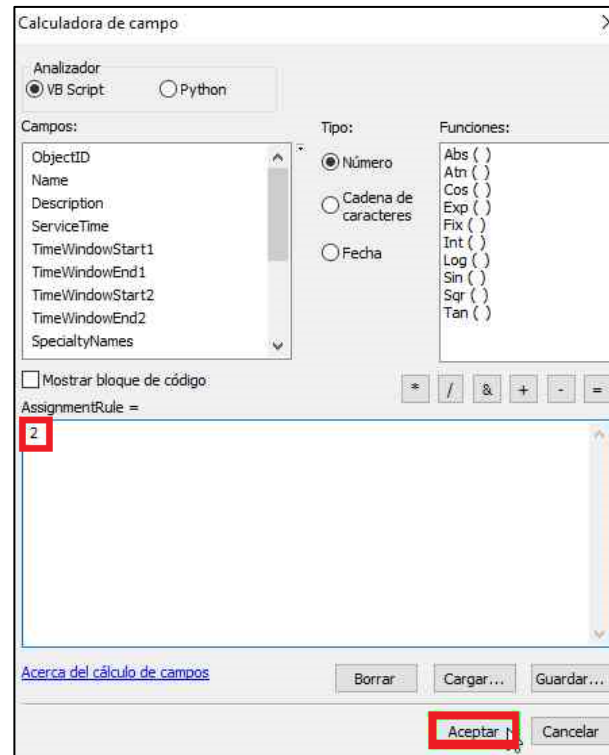 Calculadora de campo
Analizador
VB Script Python
Campos:
ObjectID
Name
Description
ServiceTime
TimeWindowStart1
TimeWindowEnd1
TimeWindowStart2
TimeWindowEnd2
SpecialtyNames
Tipo:
Número
Cadena de
caracteres
Fecha
Funciones:
Abs ( )
Atn ( )
Cos ( )
Exp ( )
Fix ( )
Int ( )
Log ( )
Sin ( )
Sqr ( )
Tan ( )
Mostrar bloque de código
* / & + - =
AssignmentRule =
2
Acerca del cálculo de campos
Borrar Cargar... Guardar...
Aceptar Cancelar